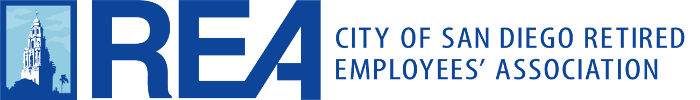 REA
CITY OF SAN DIEGO RETIRED
EMPLOYEES' ASSOCIATION